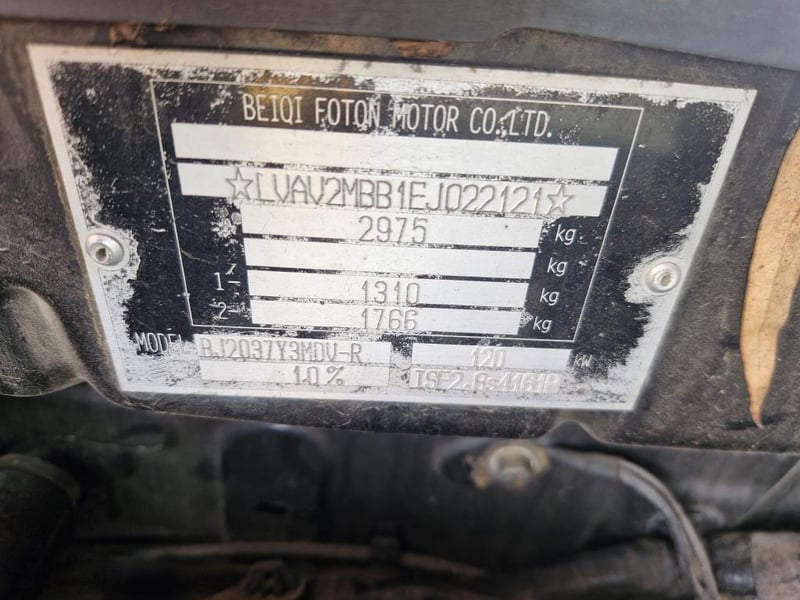 BEIQI FOTON MOTOR CO.,LTD.
☆LVAV2MBB1EJ022121☆
2975 kg
kg
1- 1310 kg
2- 1766 kg
MODEL BJ2037Y3MDV-R 120 kW
1.0 %